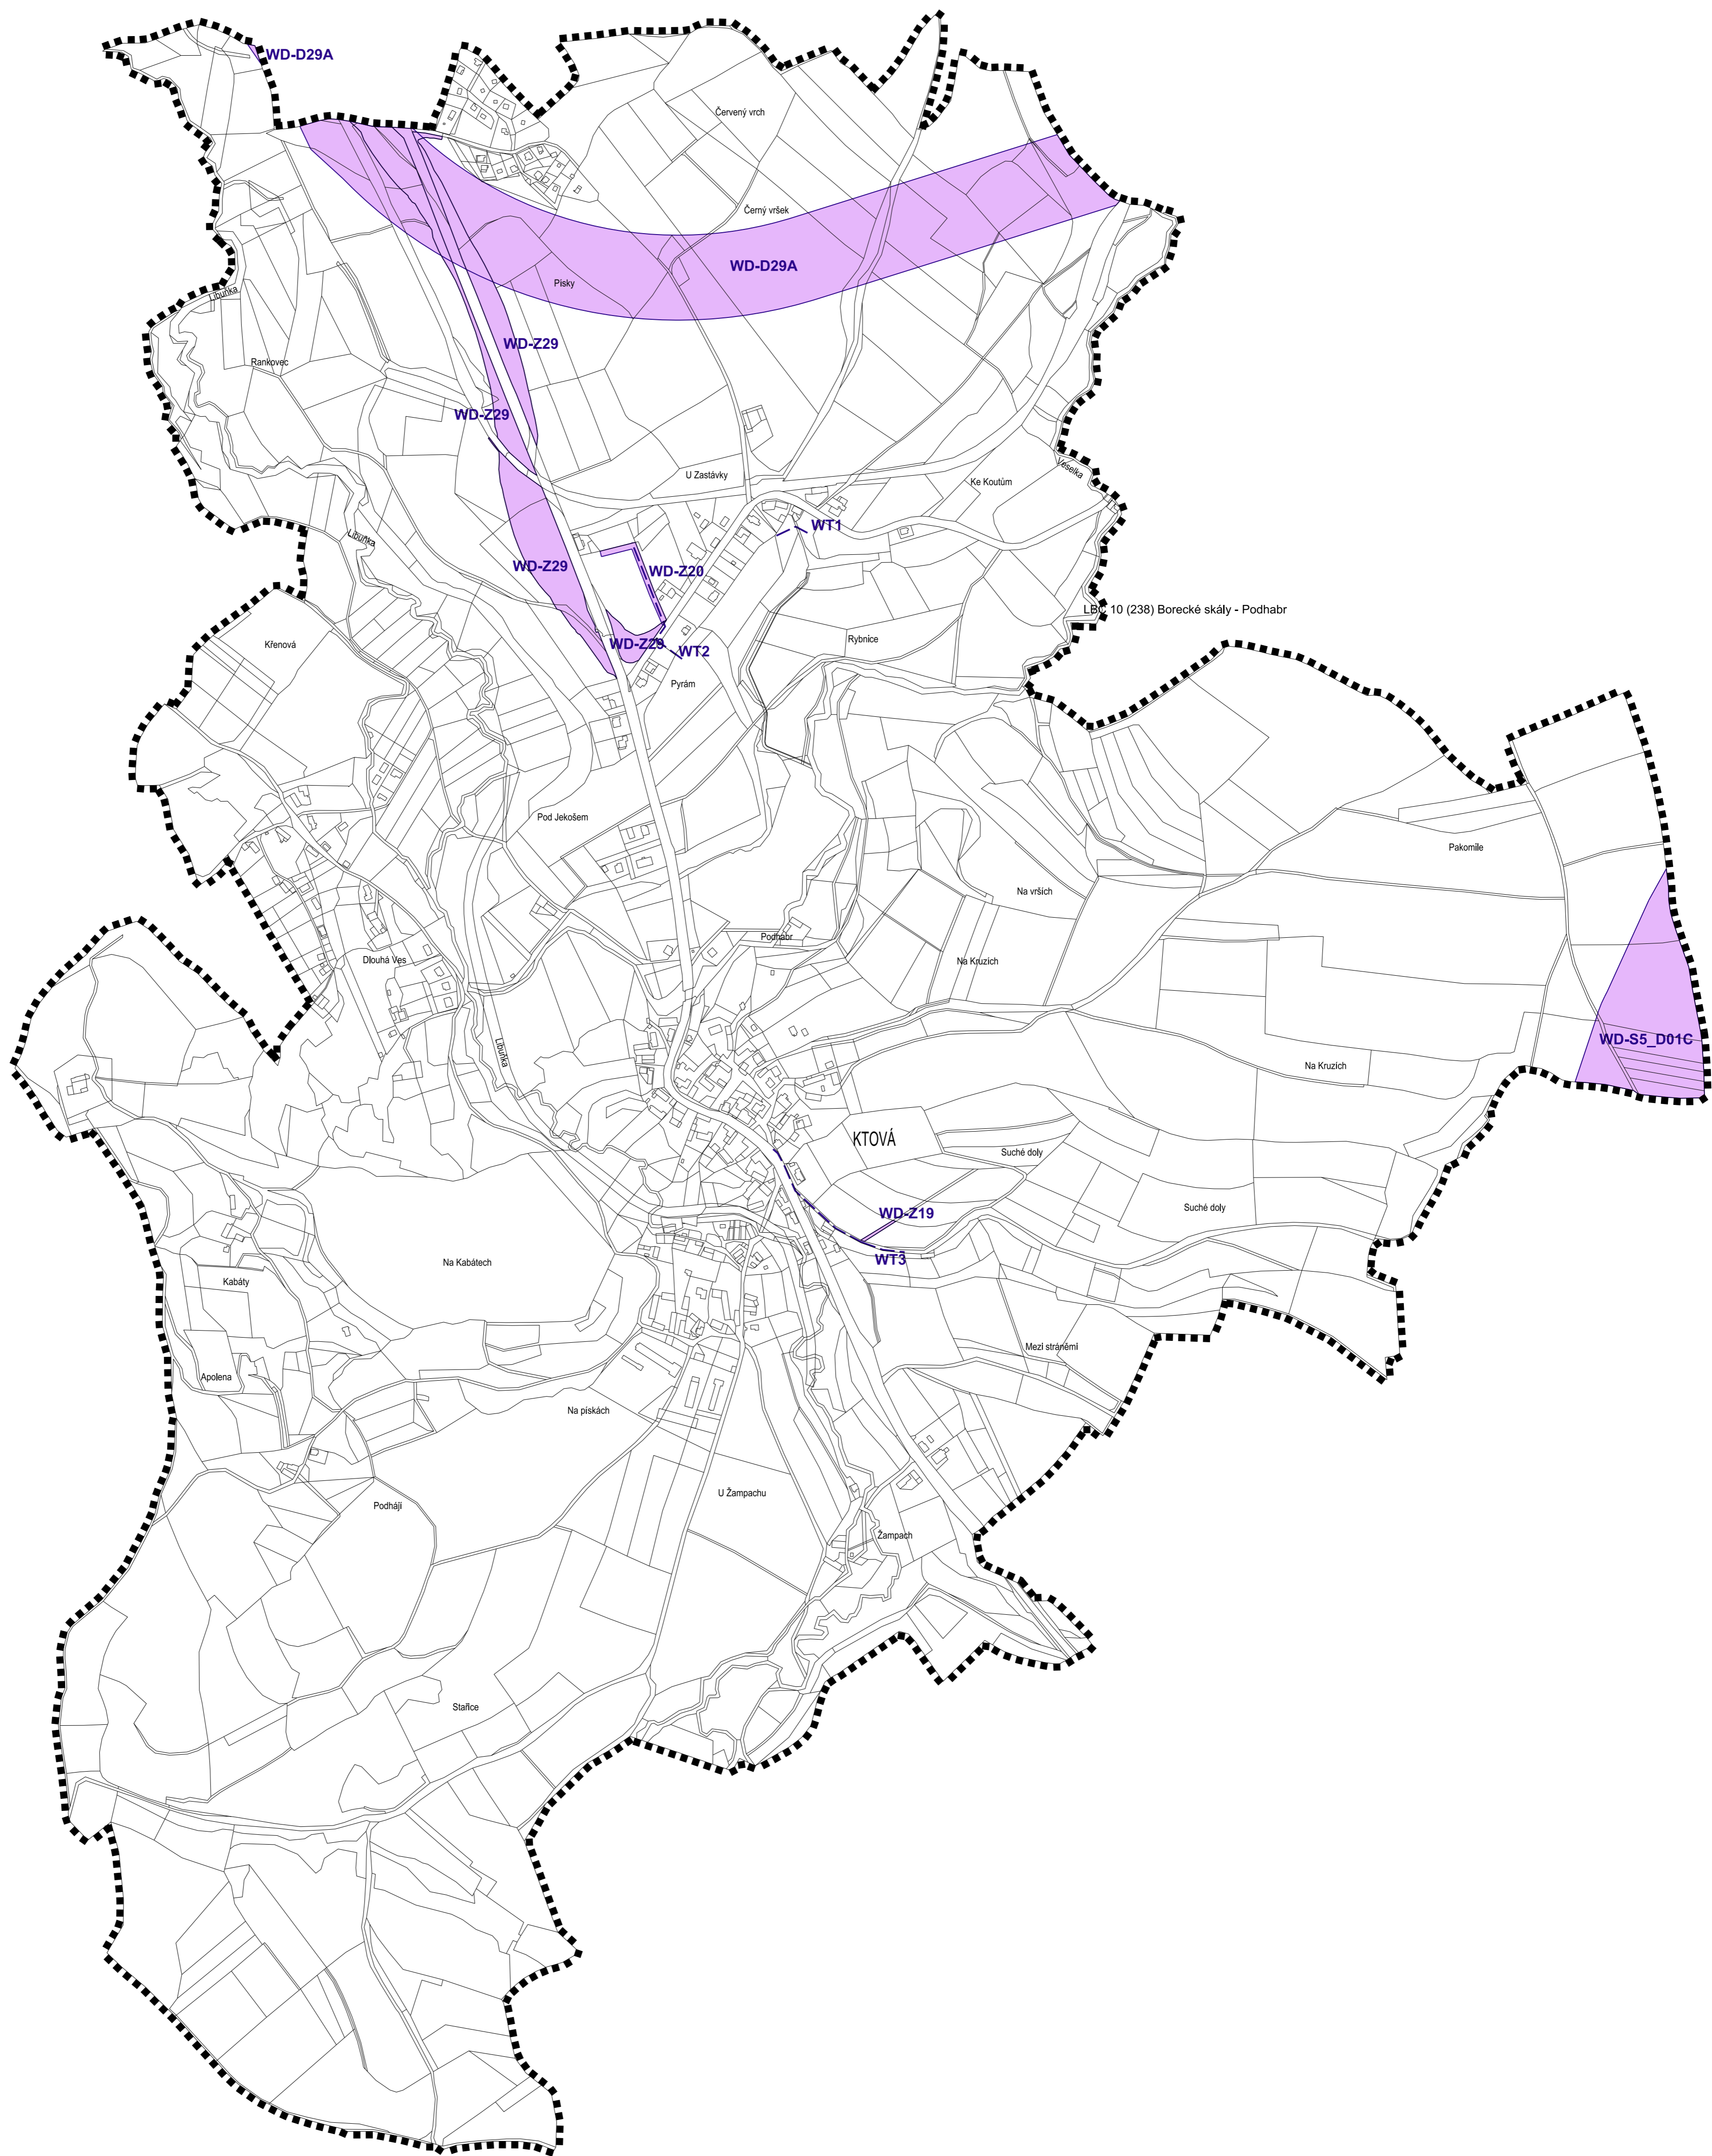 WD-D29A
Červený vrch
Černý vršek
WD-D29A
Písky
Libuňka
WD-Z29
Rankovec
WD-Z29
U Zastávky
Veselka
Ke Koutům
WT1
Libuňka
WD-Z29
WD-Z20
LBC 10 (238) Borecké skály - Podhabr
Rybnice
Křenová
WD-Z29
WT2
Pyrám
Pod Jekošem
Pakomile
Na vrších
Podhabr
Dlouhá Ves
Na Kruzích
WD-S5_D01C
Libuňka
Na Kruzích
KTOVÁ
Suché doly
Suché doly
WD-Z19
WT3
Na Kabátech
Kabáty
Mezi stráněmi
Apolena
Na pískách
U Žampachu
Podhájí
Žampach
Stařice